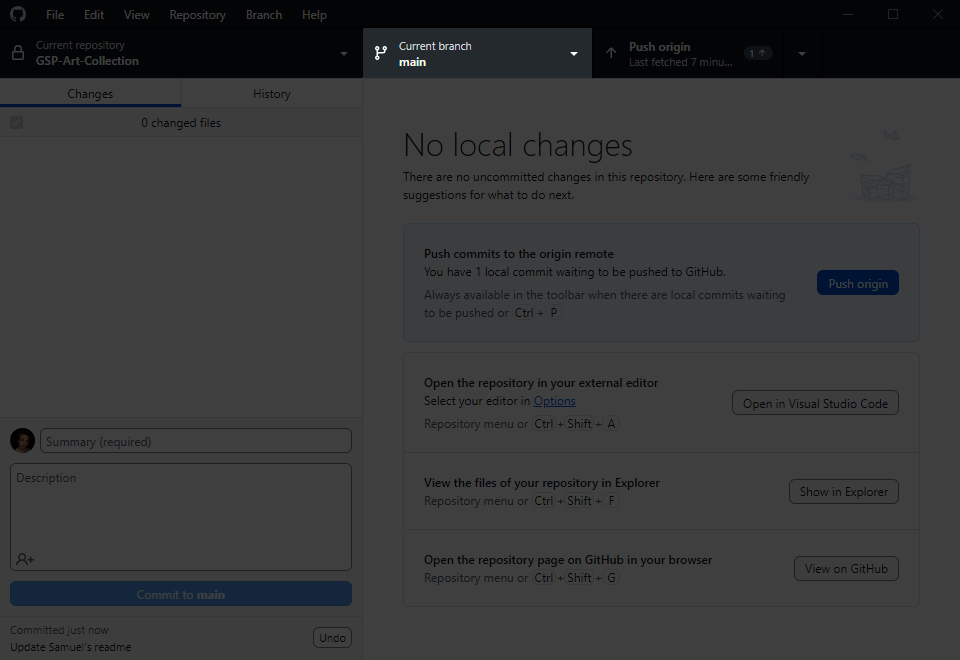 File Edit View Repository Branch Help
Current repository
GSP-Art-Collection
Current branch
main
Push origin
Last fetched 7 minu...
1
Changes History
0 changed files
No local changes
There are no uncommitted changes in this repository. Here are some friendly
suggestions for what to do next.
Push commits to the origin remote
You have 1 local commit waiting to be pushed to GitHub.
Always available in the toolbar when there are local commits waiting
to be pushed or Ctrl + P
Push origin
Open the repository in your external editor
Select your editor in Options
Repository menu or Ctrl + Shift + A
Open in Visual Studio Code
View the files of your repository in Explorer
Repository menu or Ctrl + Shift + F
Show in Explorer
Open the repository page on GitHub in your browser
Repository menu or Ctrl + Shift + G
View on GitHub
Summary (required)
Description
Commit to main
Committed just now
Update Samuel's readme
Undo